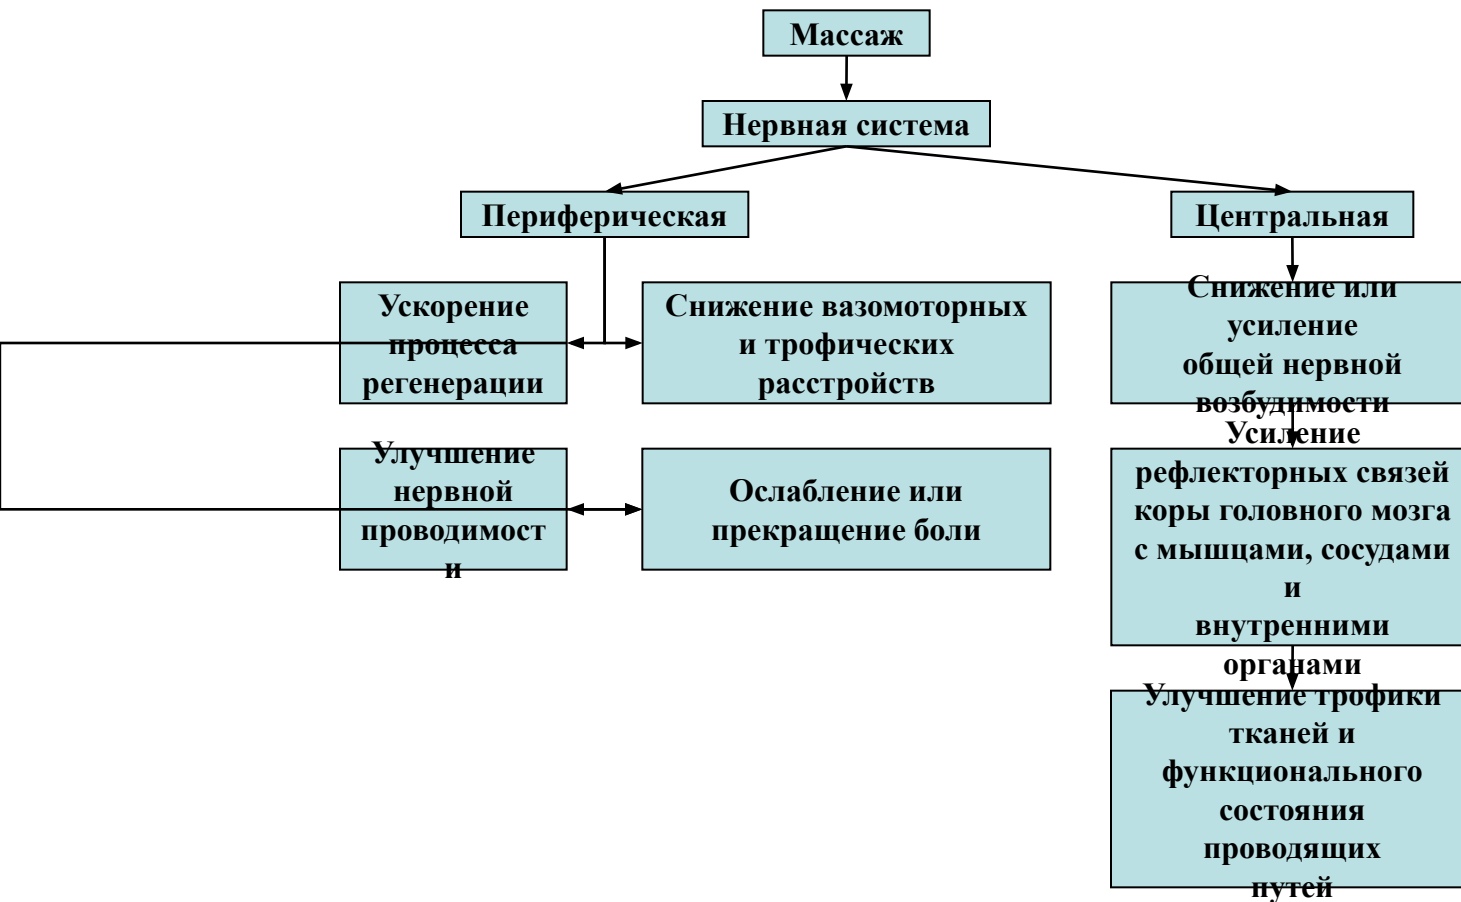 Массаж
Нервная система
Периферическая
Центральная
Ускорение
процесса
регенерации
Снижение вазомоторных
и трофических
расстройств
Снижение или
усиление
общей нервной
возбудимости
Улучшение
нервной
проводимост
и
Ослабление или
прекращение боли
Усиление
рефлекторных связей
коры головного мозга
с мышцами, сосудами
и
внутренними
органами
Улучшение трофики
тканей и
функционального
состояния
проводящих
путей